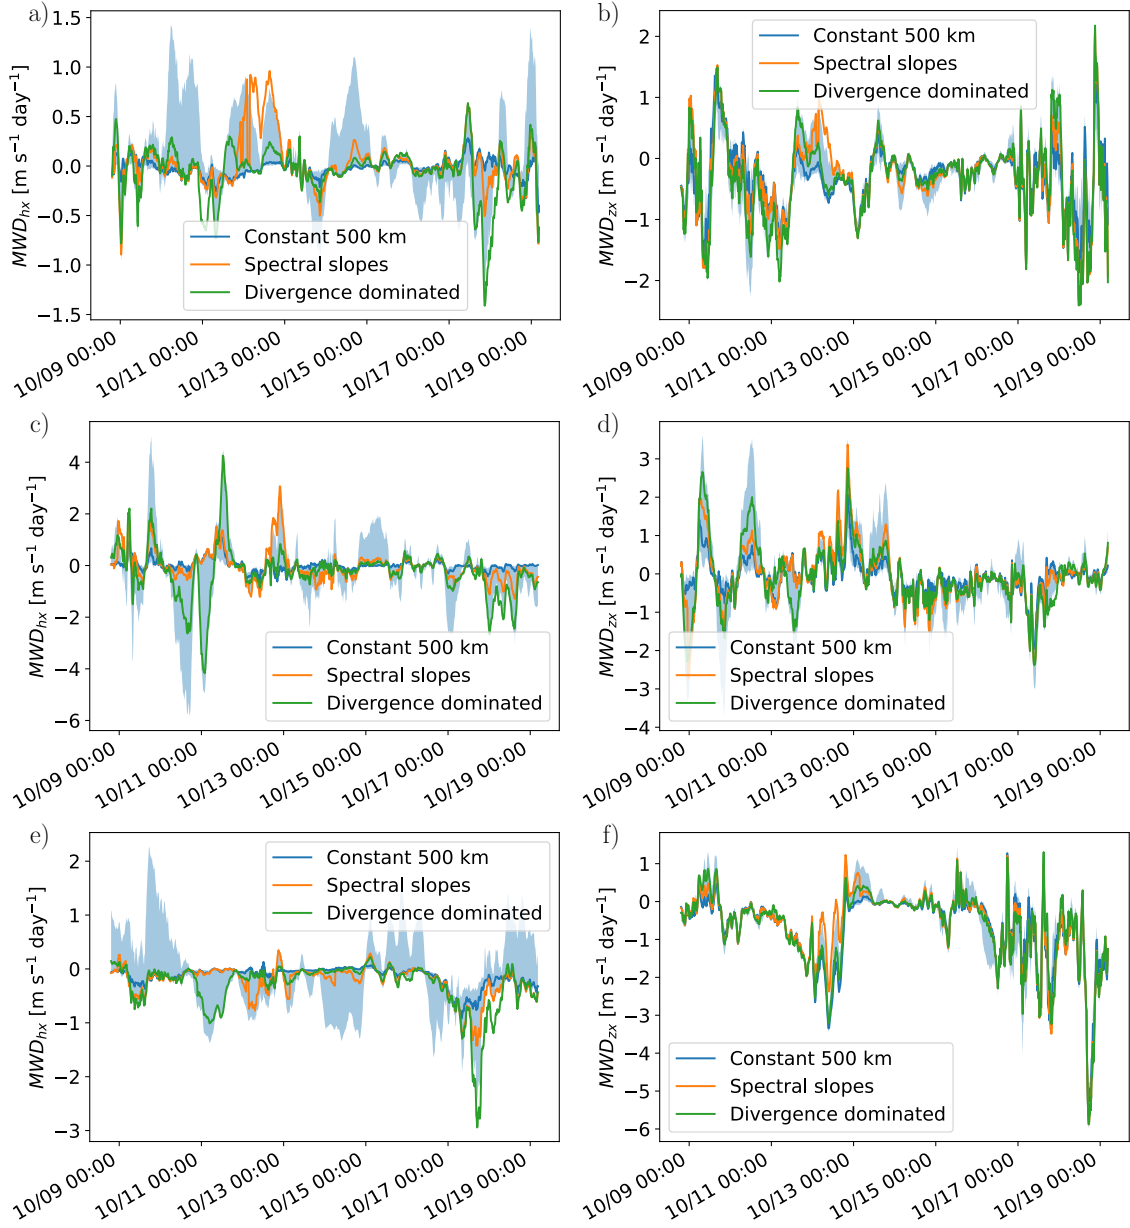 a)
MWD_hx [m s⁻¹ day⁻¹]
1.5
1.0
0.5
0.0
−0.5
−1.0
−1.5
Constant 500 km
Spectral slopes
Divergence dominated
10/09 00:00
10/11 00:00
10/13 00:00
10/15 00:00
10/17 00:00
10/19 00:00
b)
MWD_zx [m s⁻¹ day⁻¹]
2
1
0
−1
−2
Constant 500 km
Spectral slopes
Divergence dominated
10/09 00:00
10/11 00:00
10/13 00:00
10/15 00:00
10/17 00:00
10/19 00:00
c)
MWD_hx [m s⁻¹ day⁻¹]
4
2
0
−2
−4
−6
Constant 500 km
Spectral slopes
Divergence dominated
10/09 00:00
10/11 00:00
10/13 00:00
10/15 00:00
10/17 00:00
10/19 00:00
d)
MWD_zx [m s⁻¹ day⁻¹]
3
2
1
0
−1
−2
−3
−4
Constant 500 km
Spectral slopes
Divergence dominated
10/09 00:00
10/11 00:00
10/13 00:00
10/15 00:00
10/17 00:00
10/19 00:00
e)
MWD_hx [m s⁻¹ day⁻¹]
2
1
0
−1
−2
−3
Constant 500 km
Spectral slopes
Divergence dominated
10/09 00:00
10/11 00:00
10/13 00:00
10/15 00:00
10/17 00:00
10/19 00:00
f)
MWD_zx [m s⁻¹ day⁻¹]
1
0
−1
−2
−3
−4
−5
−6
Constant 500 km
Spectral slopes
Divergence dominated
10/09 00:00
10/11 00:00
10/13 00:00
10/15 00:00
10/17 00:00
10/19 00:00